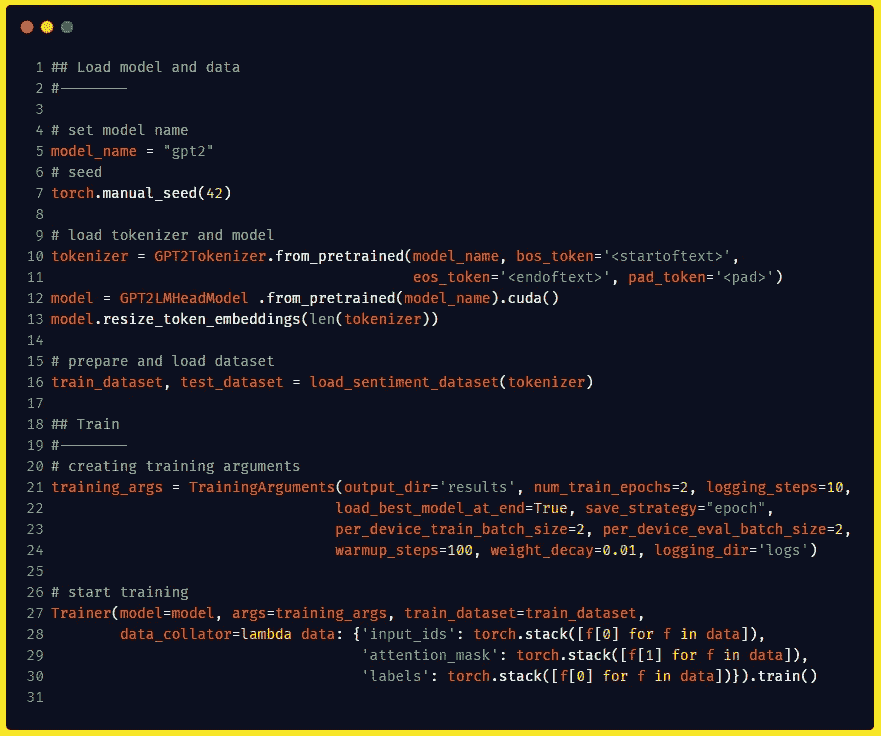 1 ## Load model and data
2 #————————
3
4 # set model name
5 model_name = "gpt2"
6 # seed
7 torch.manual_seed(42)
8
9 # load tokenizer and model
10 tokenizer = GPT2Tokenizer.from_pretrained(model_name, bos_token='<startoftext>',
11                                           eos_token='<endoftext>', pad_token='<pad>')
12 model = GPT2LMHeadModel .from_pretrained(model_name).cuda()
13 model.resize_token_embeddings(len(tokenizer))
14
15 # prepare and load dataset
16 train_dataset, test_dataset = load_sentiment_dataset(tokenizer)
17
18 ## Train
19 #————————
20 # creating training arguments
21 training_args = TrainingArguments(output_dir='results', num_train_epochs=2, logging_steps=10,
22                                  load_best_model_at_end=True, save_strategy="epoch",
23                                  per_device_train_batch_size=2, per_device_eval_batch_size=2,
24                                  warmup_steps=100, weight_decay=0.01, logging_dir='logs')
25
26 # start training
27 Trainer(model=model, args=training_args, train_dataset=train_dataset,
28         data_collator=lambda data: {'input_ids': torch.stack([f[0] for f in data]),
29                                     'attention_mask': torch.stack([f[1] for f in data]),
30                                     'labels': torch.stack([f[0] for f in data])}).train()
31